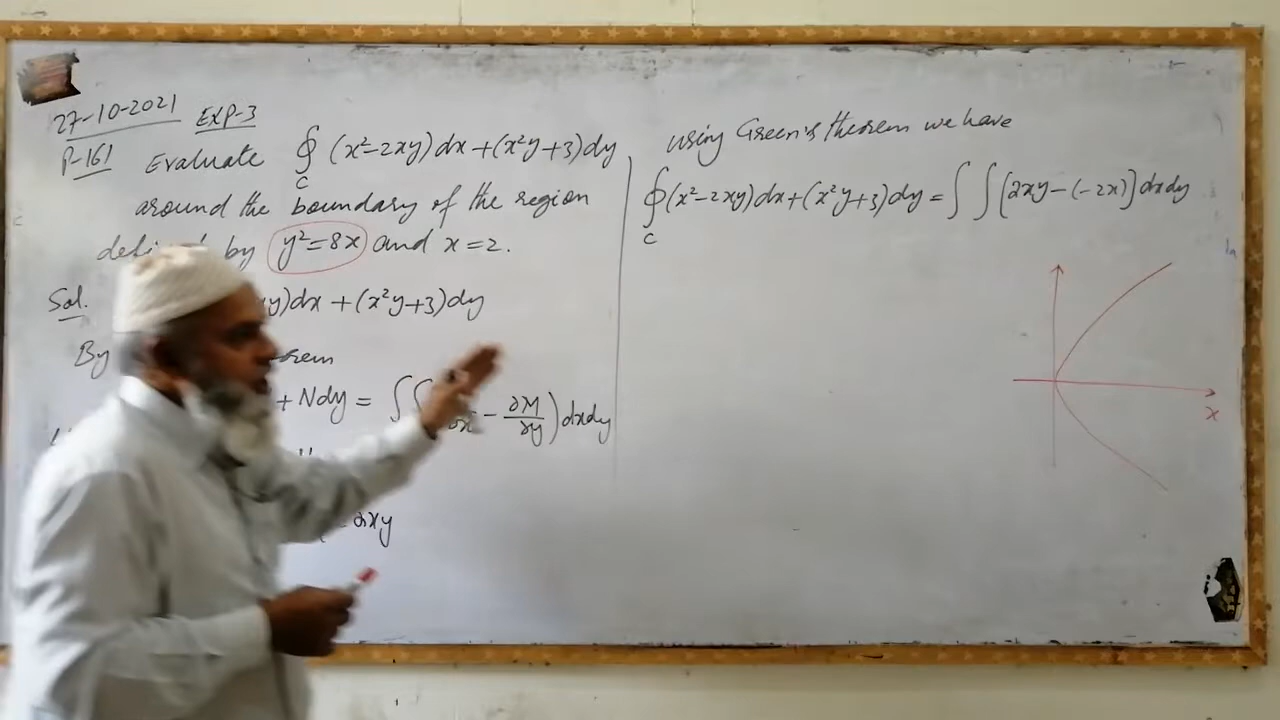 27-10-2021 EXP-3
P-161 Evaluate ∮ (x²-2xy)dx+(x²y+3)dy
C
around the boundary of the region
by y²=8x and x=2.
Sol. y)dx+(x²y+3)dy
By
+ Ndy = ∫∫ - ∂M/∂y) dxdy
2xy
using Green's theorem we have
∮(x²-2xy)dx+(x²y+3)dy = ∫∫[2xy-(-2x)]dxdy
C
x